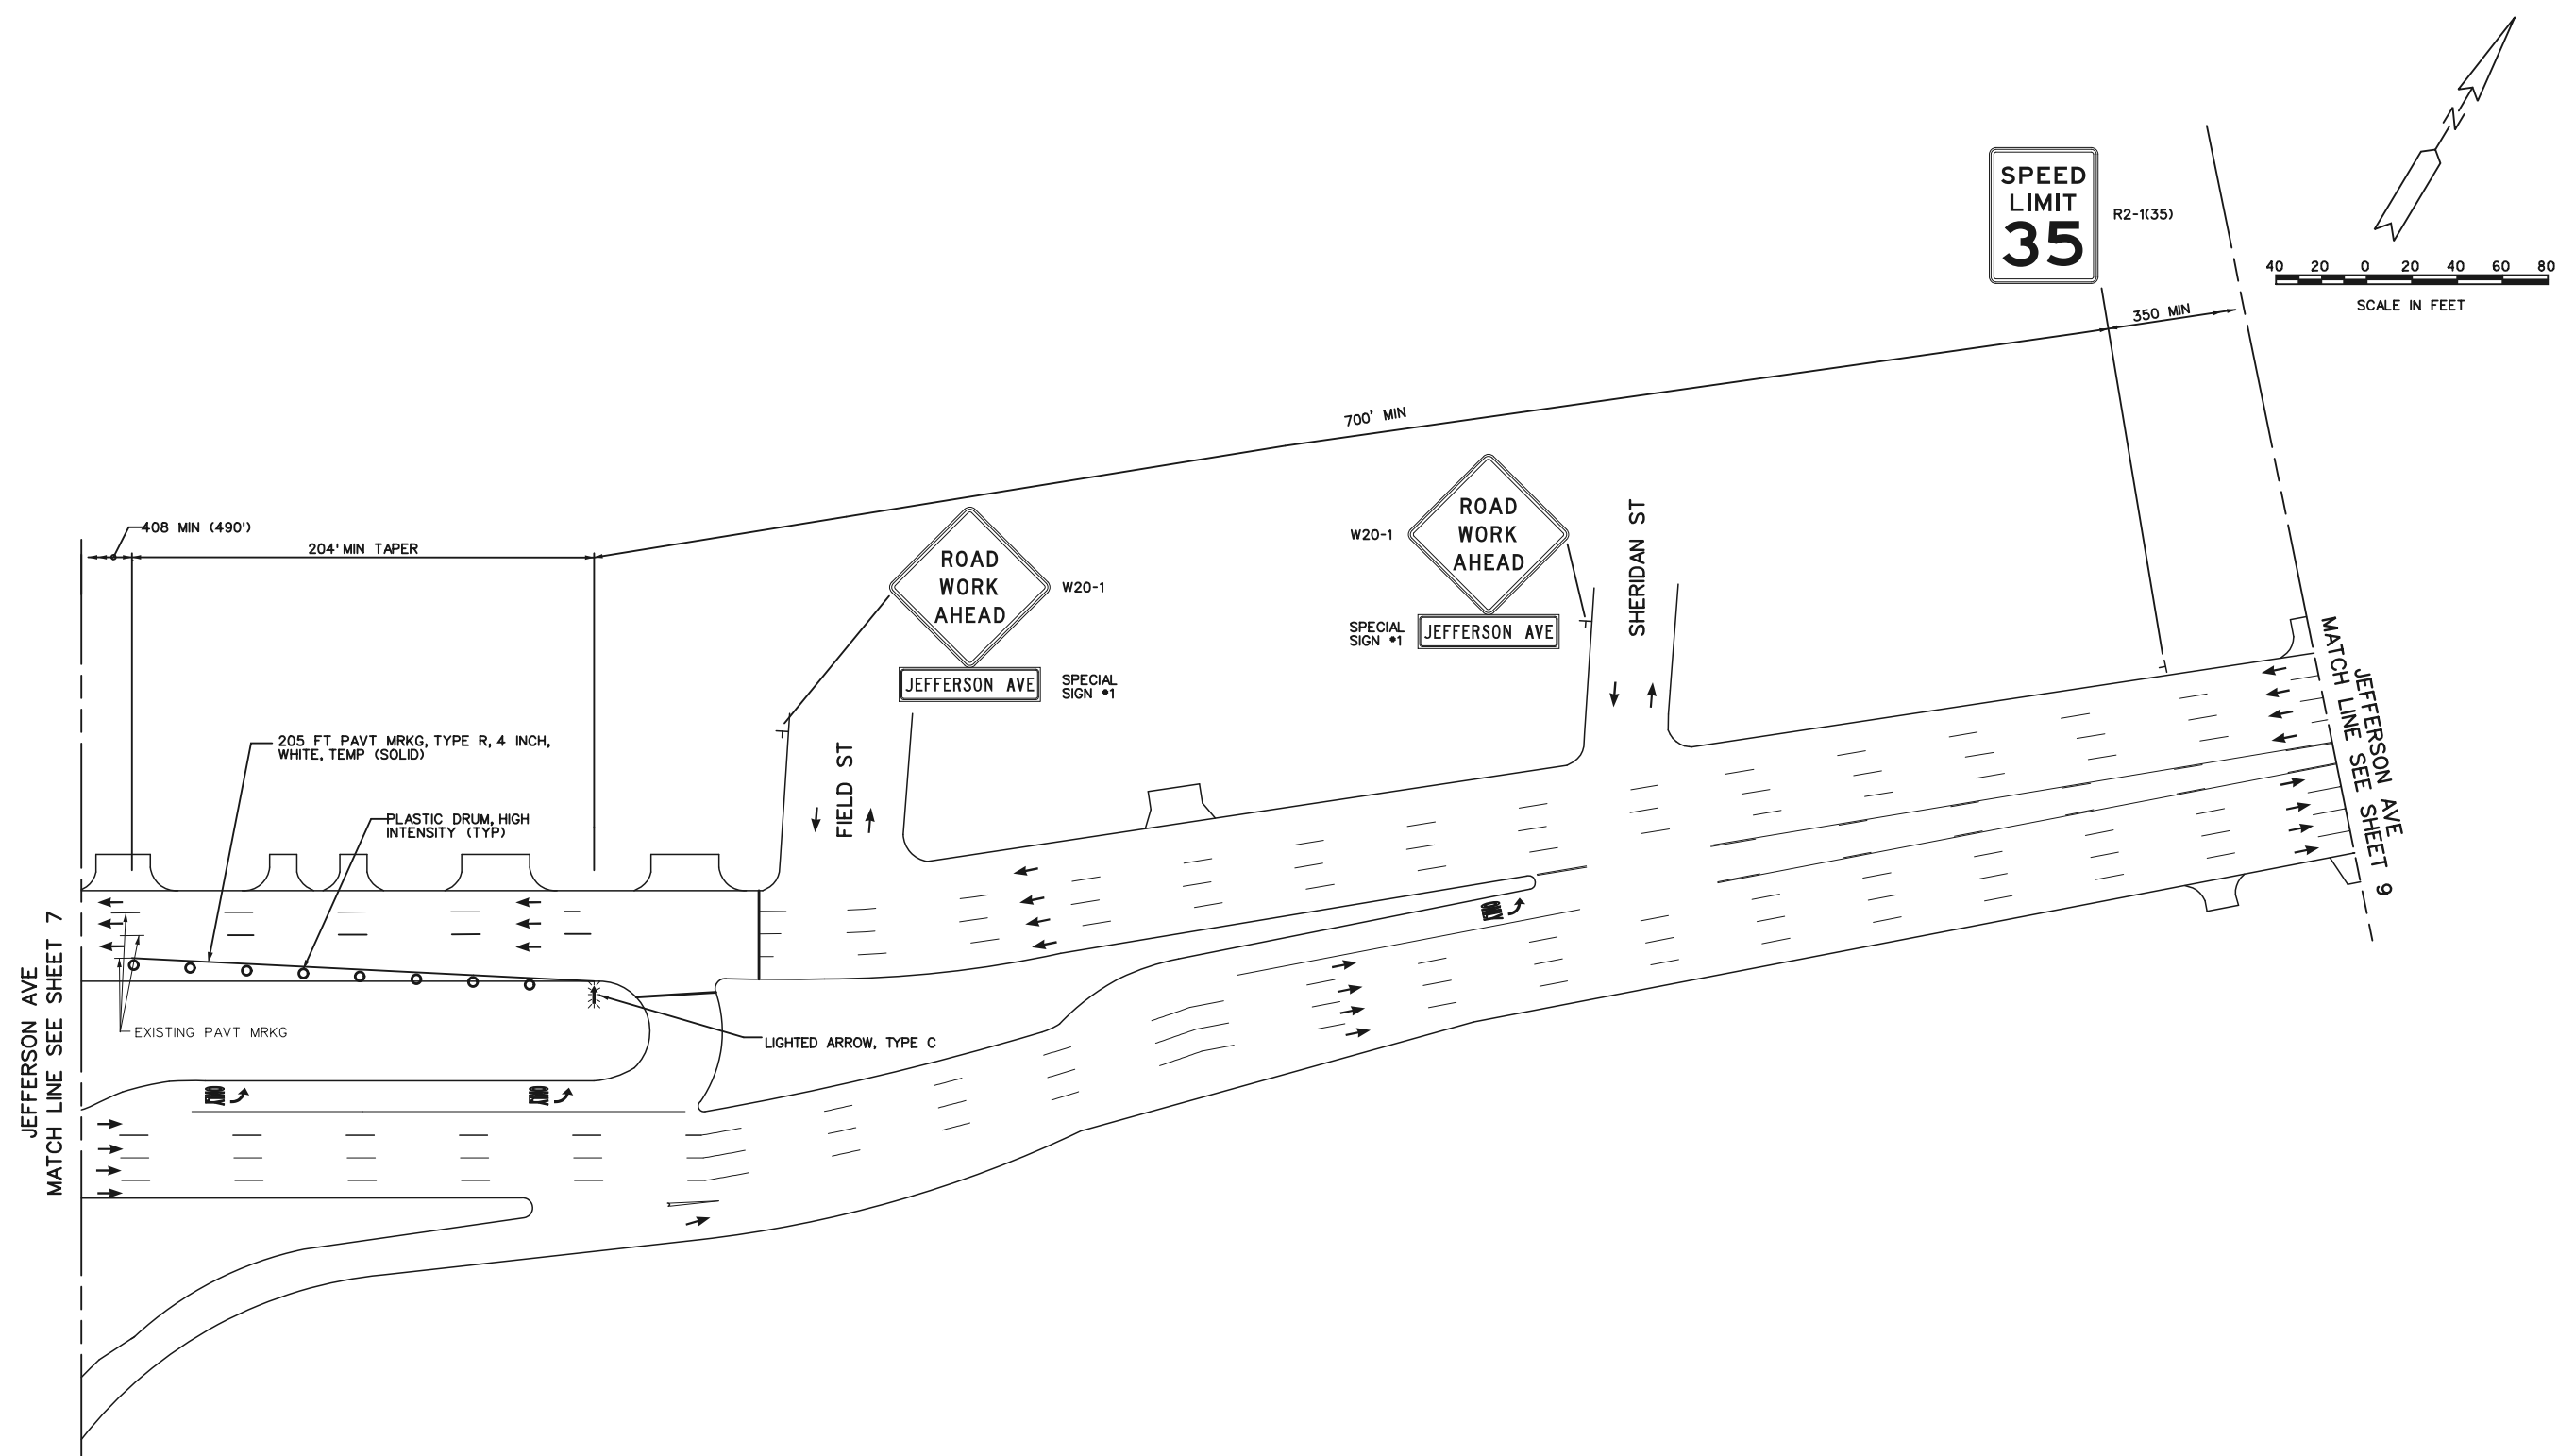 N
SPEED
LIMIT
35
R2-1(35)
40 20 0 20 40 60 80
SCALE IN FEET
350 MIN
700' MIN
408 MIN (490')
204' MIN TAPER
ROAD
WORK
AHEAD
W20-1
JEFFERSON AVE
SPECIAL
SIGN #1
W20-1
ROAD
WORK
AHEAD
SPECIAL
SIGN #1
JEFFERSON AVE
SHERIDAN ST
FIELD ST
205 FT PAVT MRKG, TYPE R, 4 INCH,
WHITE, TEMP (SOLID)
PLASTIC DRUM, HIGH
INTENSITY (TYP)
EXISTING PAVT MRKG
LIGHTED ARROW, TYPE C
JEFFERSON AVE
MATCH LINE SEE SHEET 7
JEFFERSON AVE
MATCH LINE SEE SHEET 9
ONLY
ONLY
ONLY